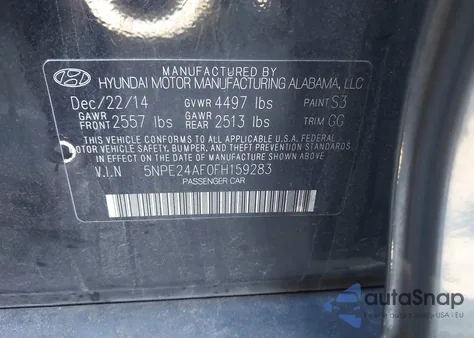 MANUFACTURED BY
HYUNDAI MOTOR MANUFACTURING ALABAMA, LLC
Dec/22/14 GVWR 4497 lbs PAINT S3
GAWR FRONT 2557 lbs GAWR REAR 2513 lbs TRIM GG
THIS VEHICLE CONFORMS TO ALL APPLICABLE U.S.A. FEDERAL
MOTOR VEHICLE SAFETY, BUMPER, AND THEFT PREVENTION STANDARDS
IN EFFECT ON THE DATE OF MANUFACTURE SHOWN ABOVE.
V.I.N 5NPE24AF0FH159283
PASSENGER CAR
autoSnap
USA i EU